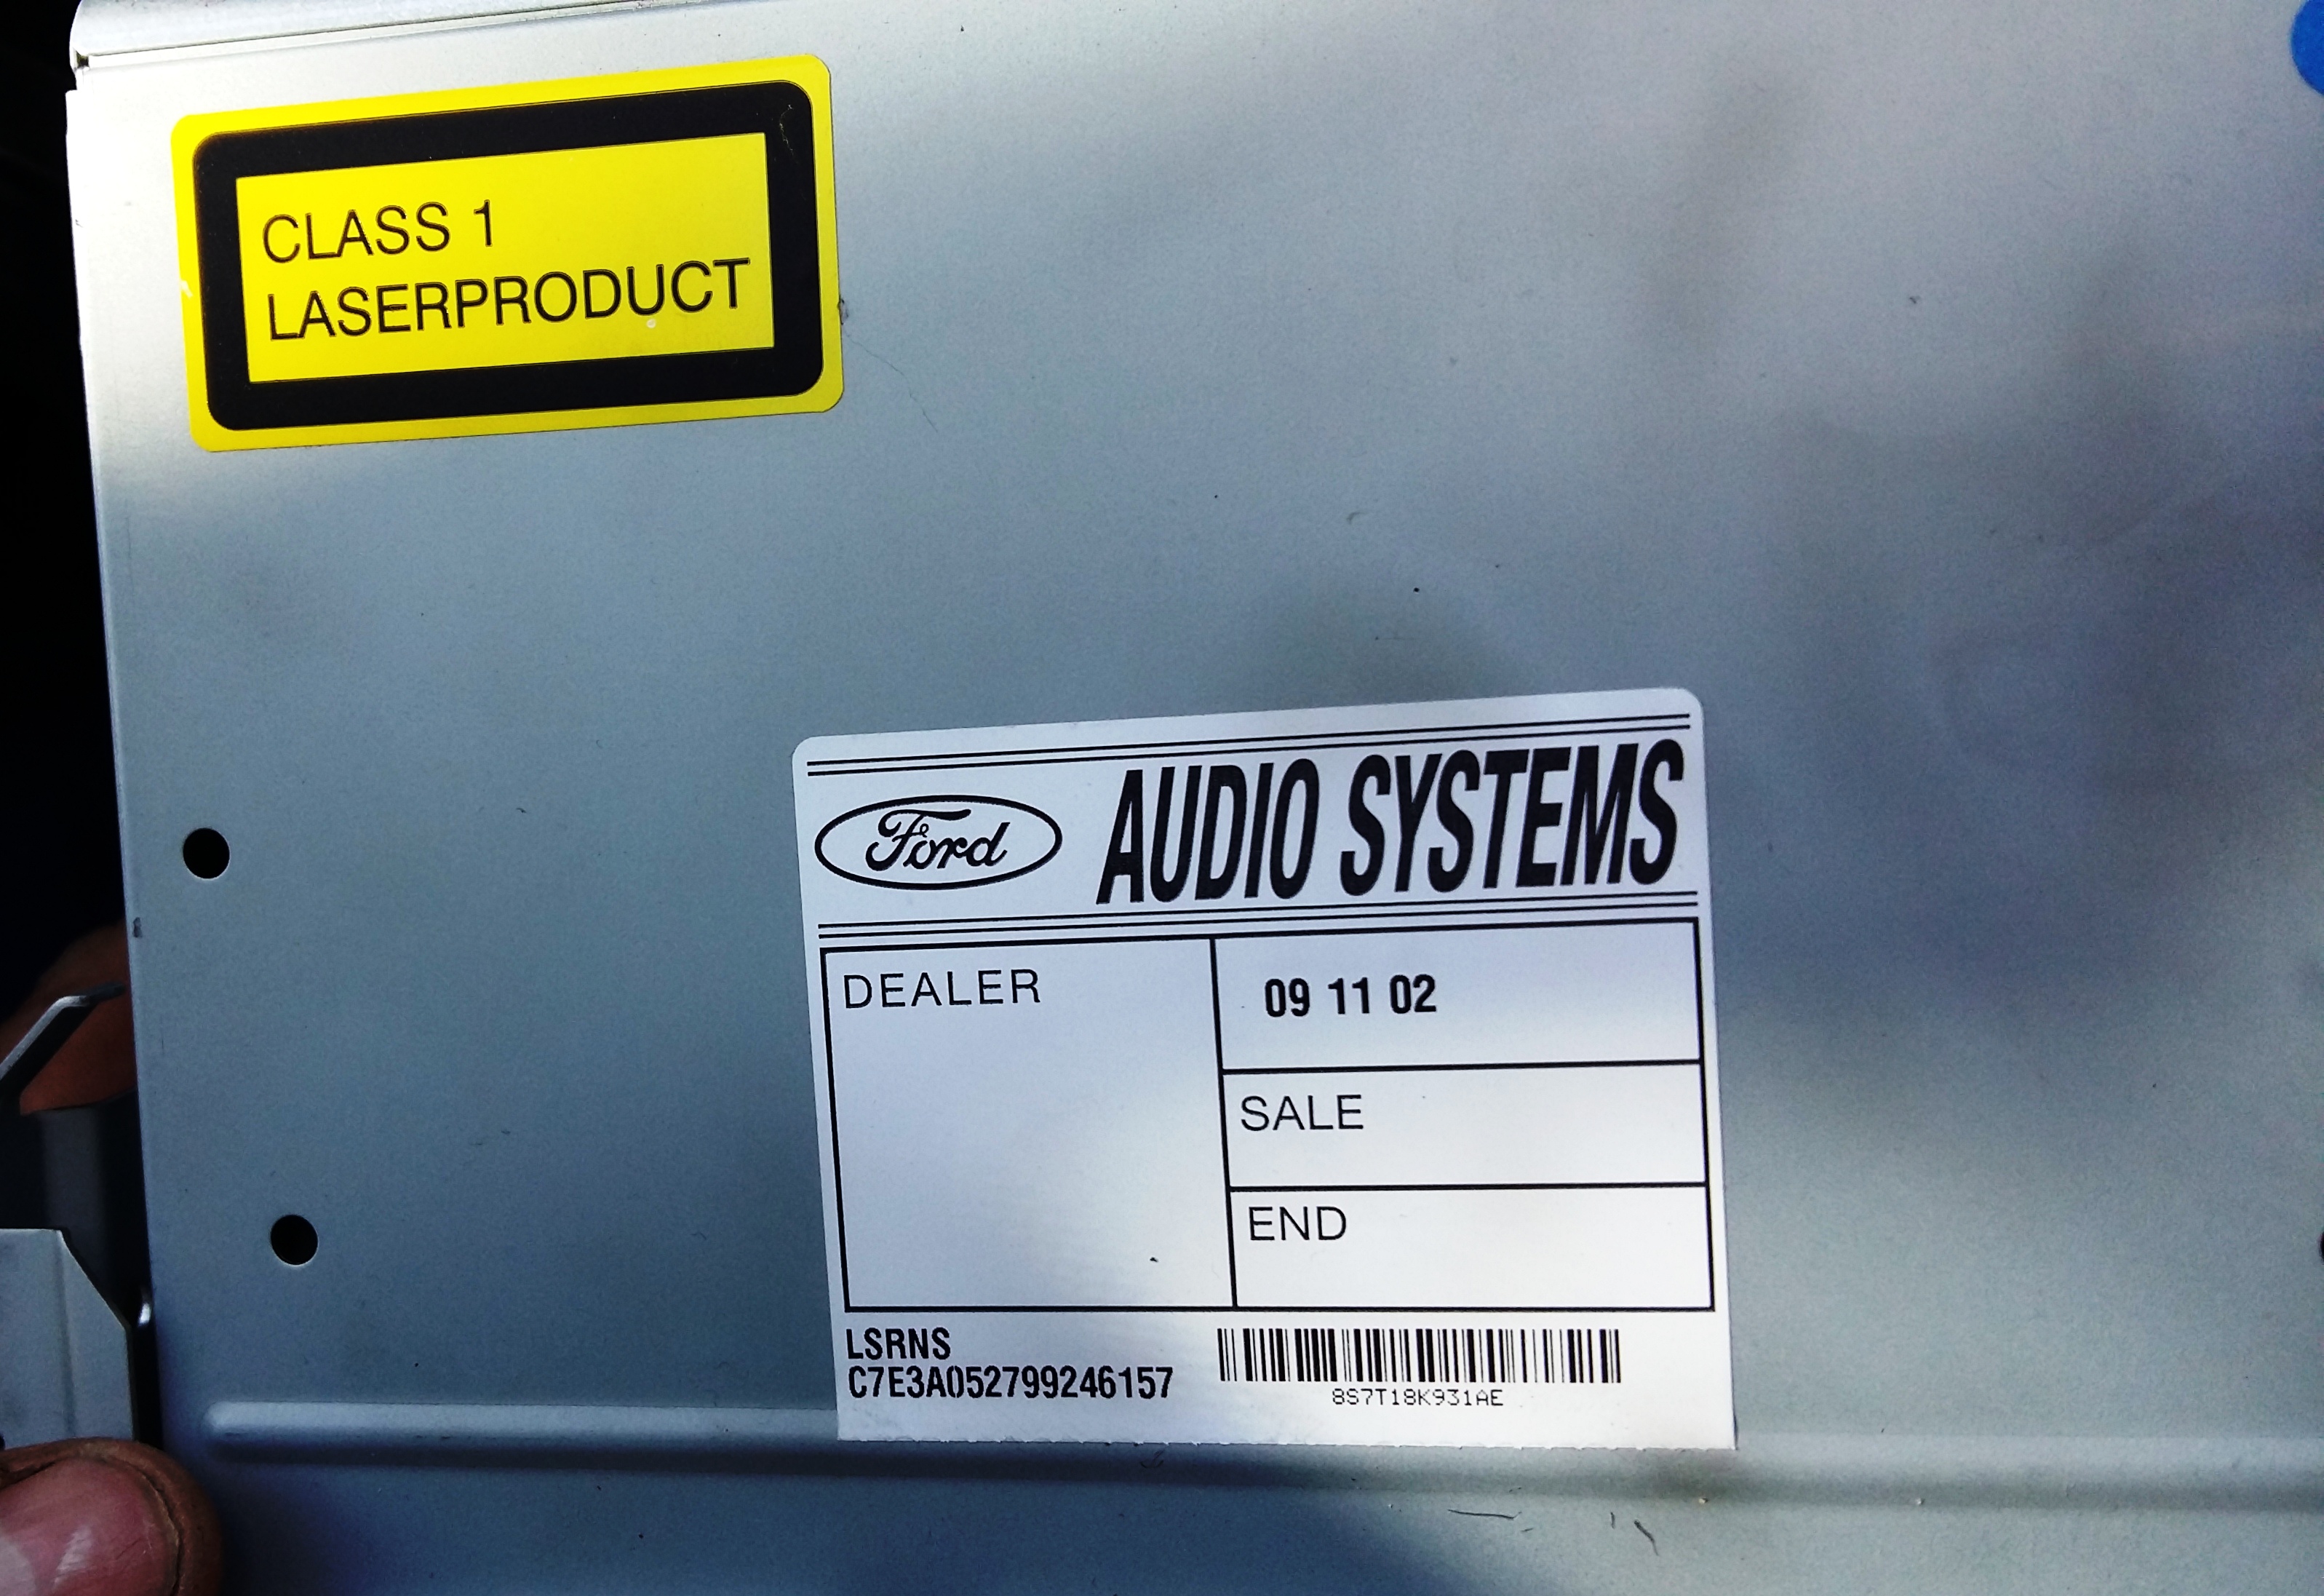 CLASS 1
LASERPRODUCT
Ford AUDIO SYSTEMS
DEALER
09 11 02
SALE
END
LSRNS
C7E3A052799246157
8S7T18K931AE